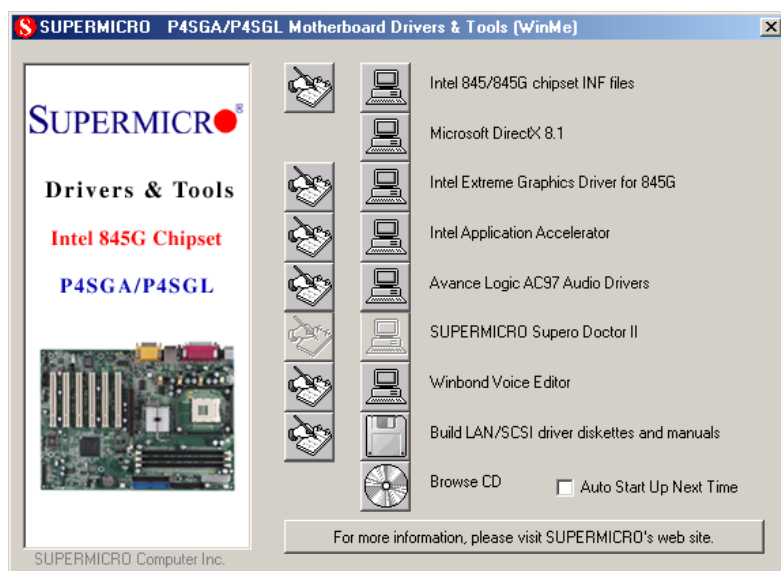 SUPERMICRO P4SGA/P4SGL Motherboard Drivers & Tools (WinMe)
SUPERMICRO®
Drivers & Tools
Intel 845G Chipset
P4SGA/P4SGL
SUPERMICRO Computer Inc.
Intel 845/845G chipset INF files
Microsoft DirectX 8.1
Intel Extreme Graphics Driver for 845G
Intel Application Accelerator
Avance Logic AC97 Audio Drivers
SUPERMICRO Supero Doctor II
Winbond Voice Editor
Build LAN/SCSI driver diskettes and manuals
Browse CD
Auto Start Up Next Time
For more information, please visit SUPERMICRO's web site.